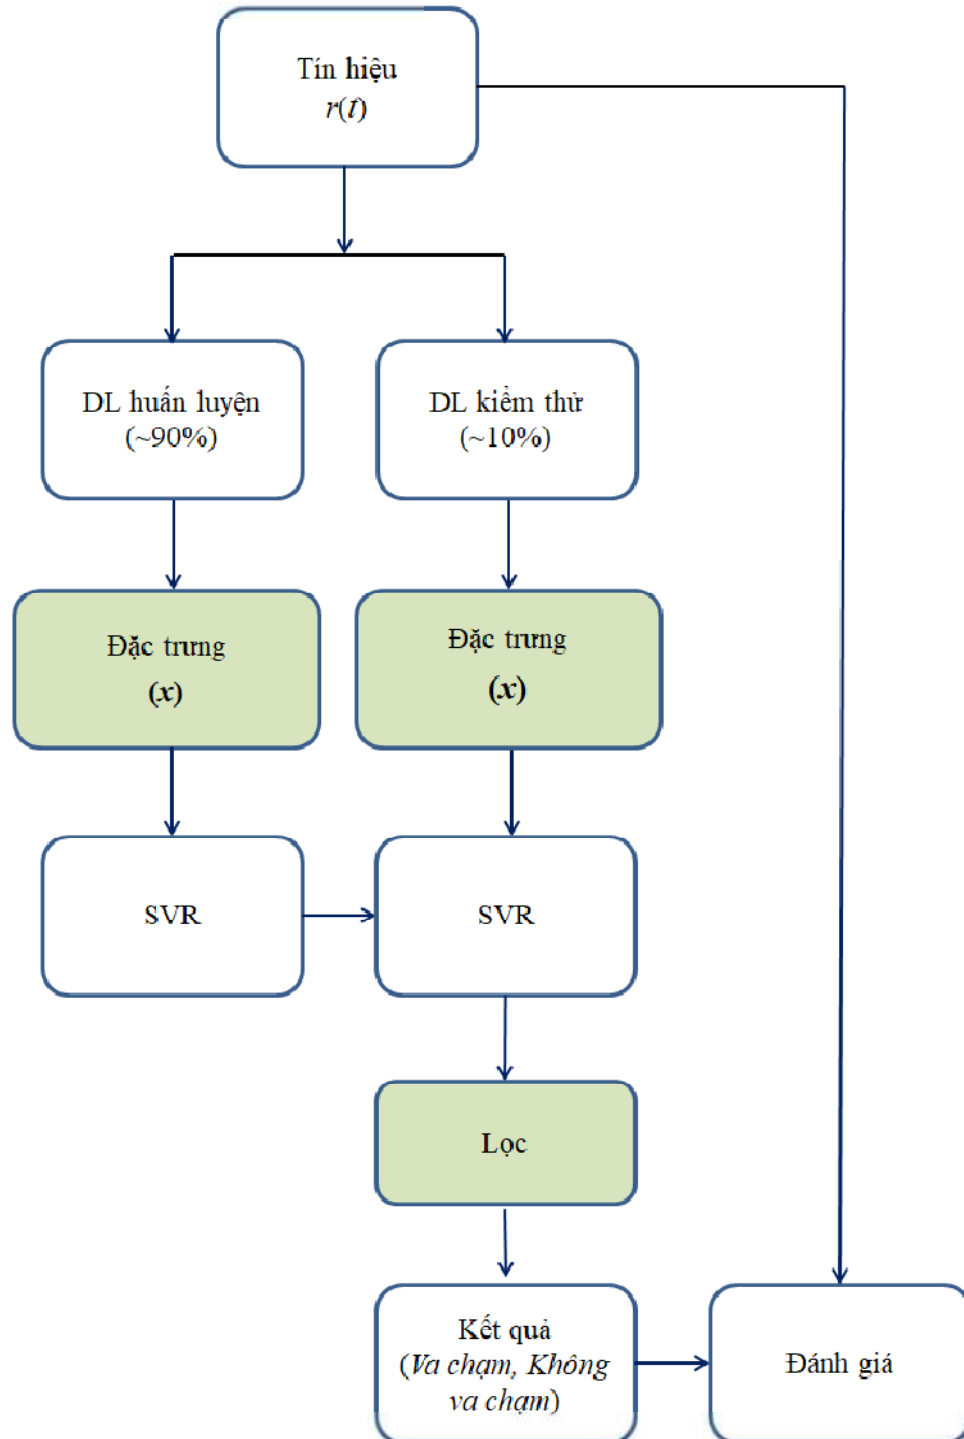 Tín hiệu
r(t)
DL huấn luyện
(~90%)
DL kiểm thử
(~10%)
Đặc trưng
(x)
Đặc trưng
(x)
SVR
SVR
Lọc
Kết quả
(Va chạm, Không
va chạm)
Đánh giá